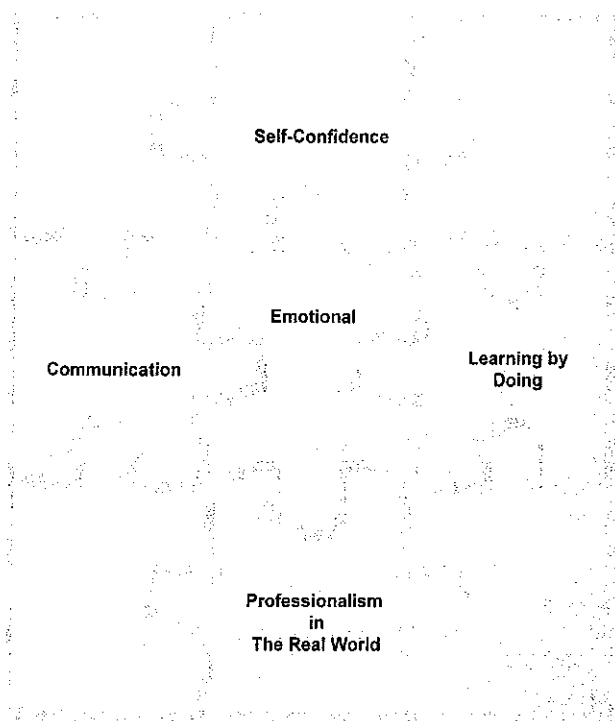 Self-Confidence
Emotional
Communication
Learning by
Doing
Professionalism
in
The Real World